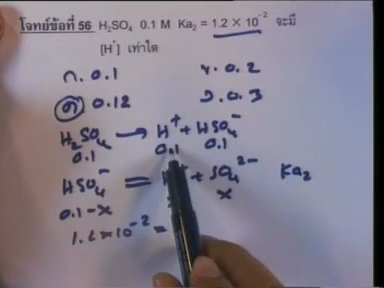 โจทย์ข้อที่ 56 H₂SO₄ 0.1 M Ka₂ = 1.2 × 10⁻² จะมี
[H⁺] เท่าใด
ก. 0.1 ข. 0.2
ค 0.12 ง. 0.3
H₂SO₄ → H⁺ + HSO₄⁻
0.1 0.1 0.1
HSO₄⁻ = + SO₄²⁻ Ka₂
0.1-x x
1.2×10⁻² =